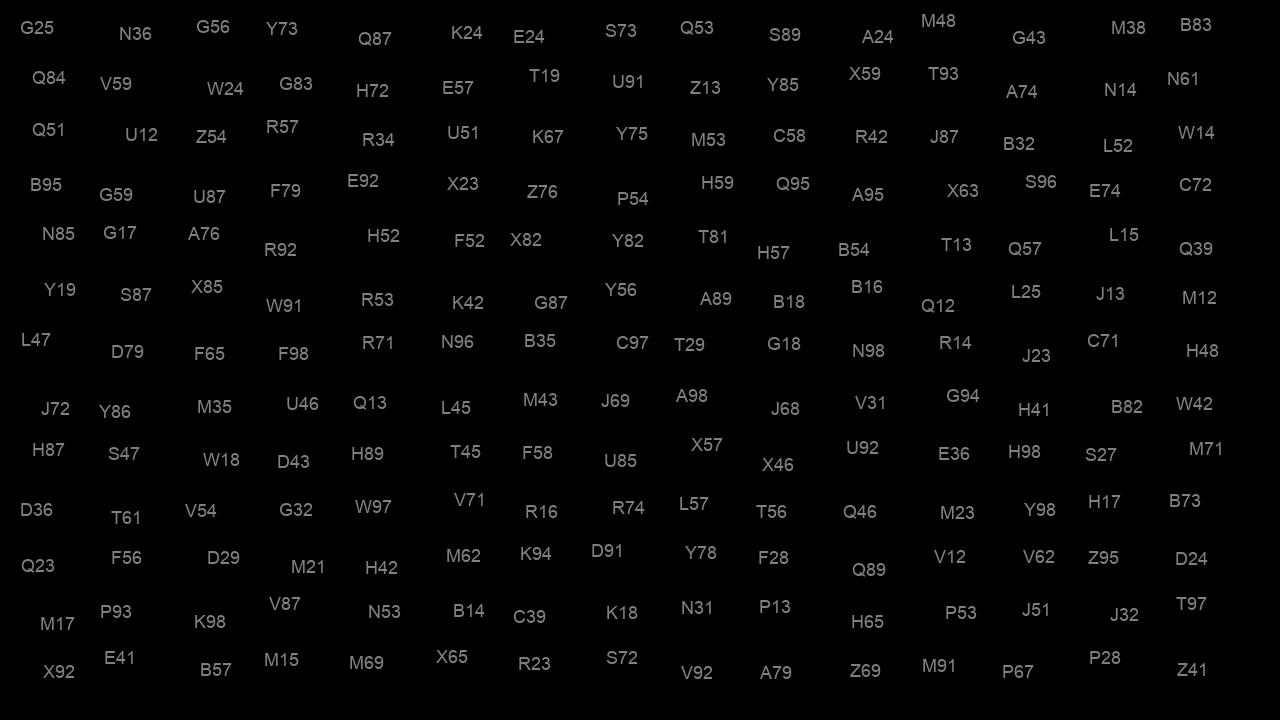 G25 N36 G56 Y73 Q87 K24 E24 S73 Q53 S89 A24 M48 G43 M38 B83
Q84 V59 W24 G83 H72 E57 T19 U91 Z13 Y85 X59 T93 A74 N14 N61
Q51 U12 Z54 R57 R34 U51 K67 Y75 M53 C58 R42 J87 B32 L52 W14
B95 G59 U87 F79 E92 X23 Z76 P54 H59 Q95 A95 X63 S96 E74 C72
N85 G17 A76 R92 H52 F52 X82 Y82 T81 H57 B54 T13 Q57 L15 Q39
Y19 S87 X85 W91 R53 K42 G87 Y56 A89 B18 B16 Q12 L25 J13 M12
L47 D79 F65 F98 R71 N96 B35 C97 T29 G18 N98 R14 J23 C71 H48
J72 Y86 M35 U46 Q13 L45 M43 J69 A98 J68 V31 G94 H41 B82 W42
H87 S47 W18 D43 H89 T45 F58 U85 X57 X46 U92 E36 H98 S27 M71
D36 T61 V54 G32 W97 V71 R16 R74 L57 T56 Q46 M23 Y98 H17 B73
Q23 F56 D29 M21 H42 M62 K94 D91 Y78 F28 Q89 V12 V62 Z95 D24
M17 P93 K98 V87 N53 B14 C39 K18 N31 P13 H65 P53 J51 J32 T97
X92 E41 B57 M15 M69 X65 R23 S72 V92 A79 Z69 M91 P67 P28 Z41